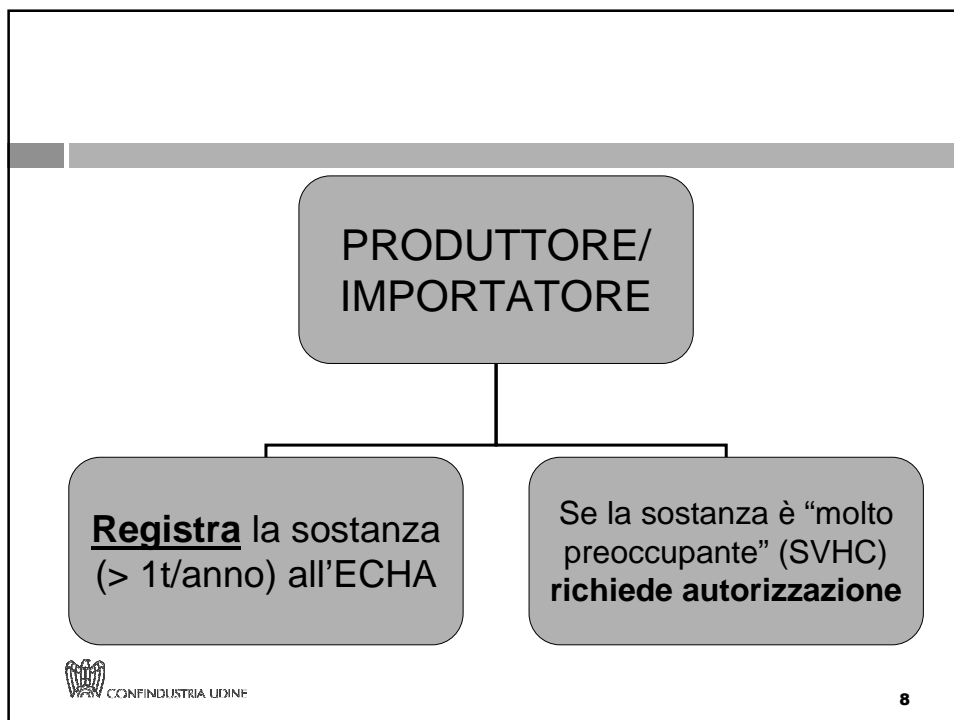 PRODUTTORE/
IMPORTATORE
Registra la sostanza
(> 1t/anno) all’ECHA
Se la sostanza è “molto
preoccupante” (SVHC)
richiede autorizzazione
CONFINDUSTRIA UDINE
8